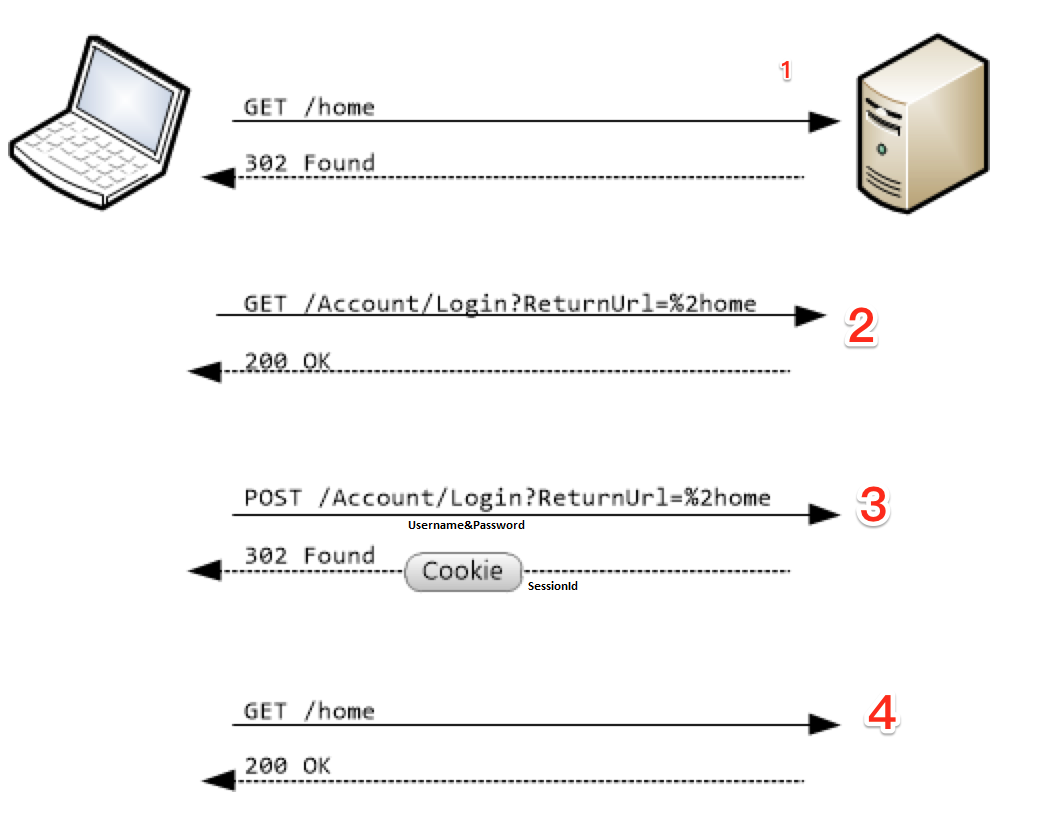 1
GET /home
302 Found
GET /Account/Login?ReturnUrl=%2home
2
200 OK
POST /Account/Login?ReturnUrl=%2home
3
Username&Password
302 Found
Cookie
SessionId
GET /home
4
200 OK